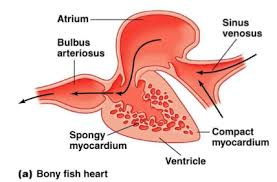 Atrium
Sinus
venosus
Bulbus
arteriosus
Spongy
myocardium
Compact
myocardium
Ventricle
(a) Bony fish heart